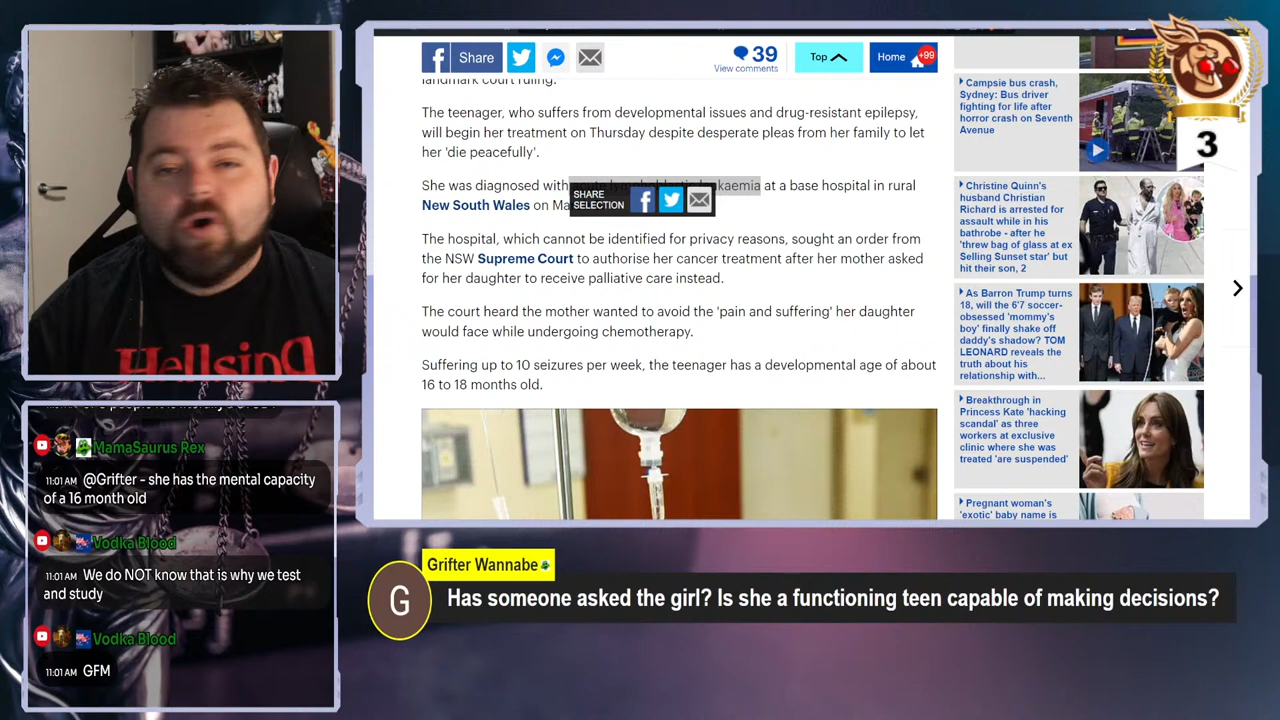 Share
39
View comments
Top
Home
+99
landmark court ruling.
The teenager, who suffers from developmental issues and drug-resistant epilepsy,
will begin her treatment on Thursday despite desperate pleas from her family to let
her 'die peacefully'.
She was diagnosed with acute lymphoblastic leukaemia at a base hospital in rural
SHARE
SELECTION
New South Wales on Ma
The hospital, which cannot be identified for privacy reasons, sought an order from
the NSW Supreme Court to authorise her cancer treatment after her mother asked
for her daughter to receive palliative care instead.
The court heard the mother wanted to avoid the 'pain and suffering' her daughter
would face while undergoing chemotherapy.
Suffering up to 10 seizures per week, the teenager has a developmental age of about
16 to 18 months old.
Campsie bus crash,
Sydney: Bus driver
fighting for life after
horror crash on Seventh
Avenue
Christine Quinn's
husband Christian
Richard is arrested for
assault while in his
bathrobe - after he
'threw bag of glass at ex
Selling Sunset star' but
hit their son, 2
As Barron Trump turns
18, will the 6'7 soccer-
obsessed 'mommy's
boy' finally shake off
daddy's shadow? TOM
LEONARD reveals the
truth about his
relationship with...
Breakthrough in
Princess Kate 'hacking
scandal' as three
workers at exclusive
clinic where she was
treated 'are suspended'
Pregnant woman's
'exotic' baby name is
3
Hellsing
MamaSaurus Rex
11:01 AM @Grifter - she has the mental capacity
of a 16 month old
Vodka Blood
11:01 AM We do NOT know that is why we test
and study
Vodka Blood
11:01 AM GFM
Grifter Wannabe
G
Has someone asked the girl? Is she a functioning teen capable of making decisions?